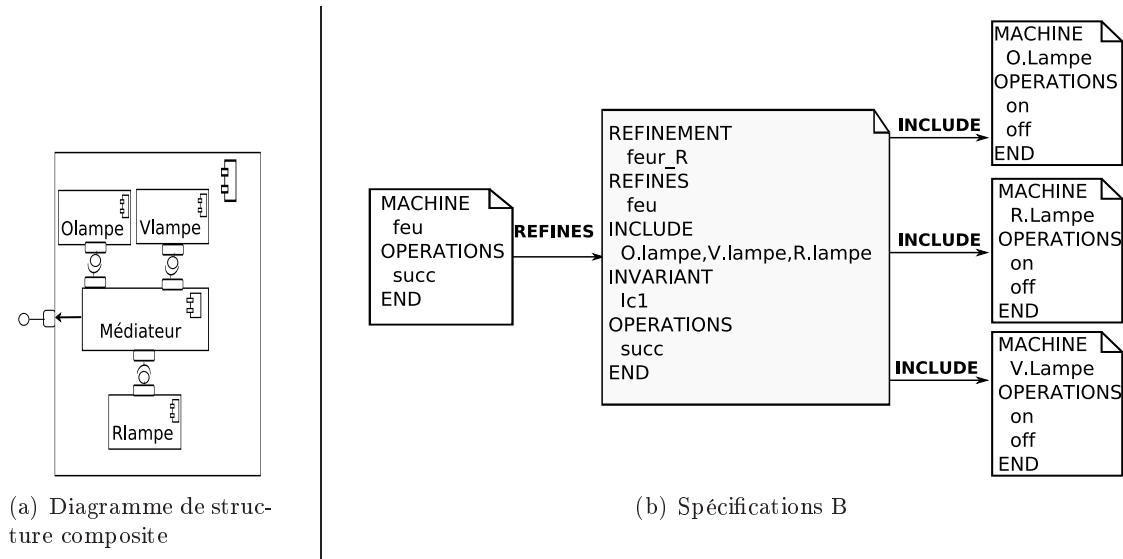 Olampe
Vlampe
Médiateur
Rlampe
(a) Diagramme de struc-
ture composite
MACHINE
feu
OPERATIONS
succ
END
REFINES
REFINEMENT
feur_R
REFINES
feu
INCLUDE
O.lampe,V.lampe,R.lampe
INVARIANT
Ic1
OPERATIONS
succ
END
INCLUDE
INCLUDE
INCLUDE
MACHINE
O.Lampe
OPERATIONS
on
off
END
MACHINE
R.Lampe
OPERATIONS
on
off
END
MACHINE
V.Lampe
OPERATIONS
on
off
END
(b) Spécifications B